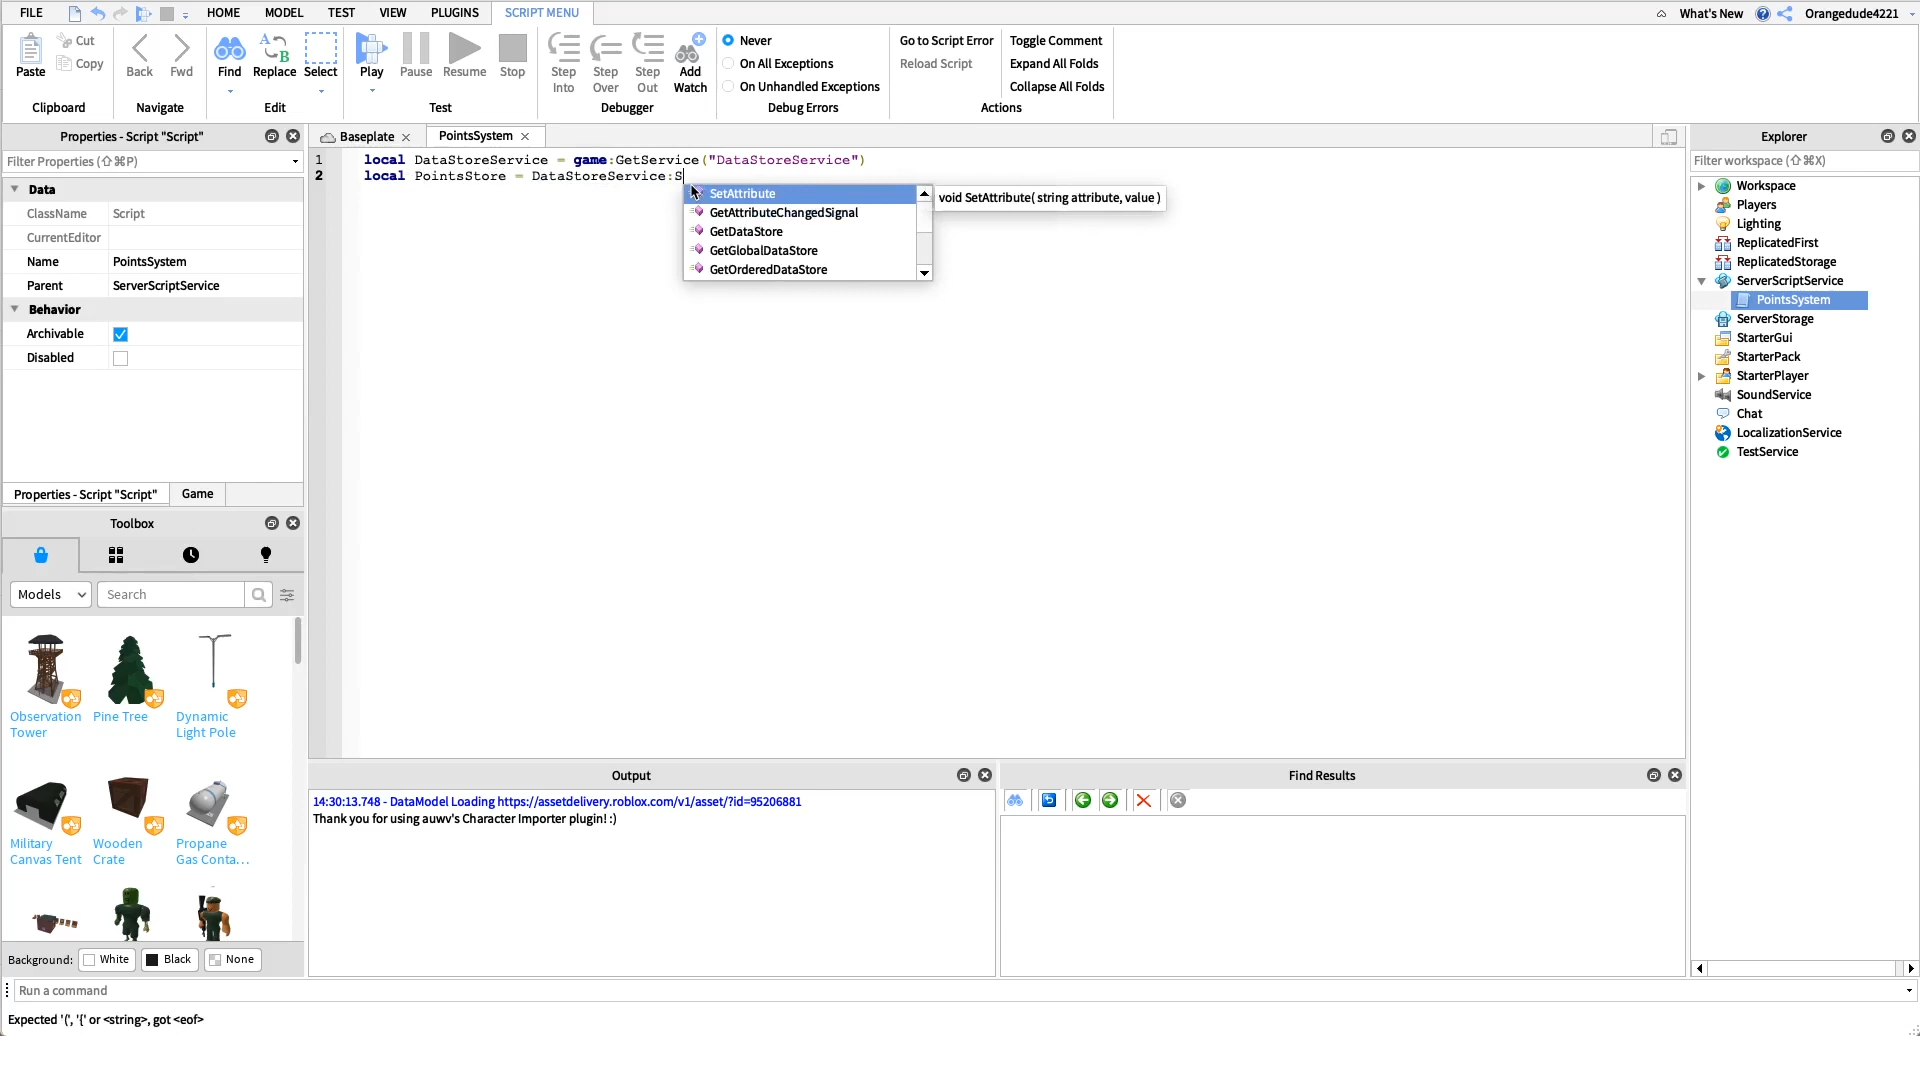 FILE HOME MODEL TEST VIEW PLUGINS SCRIPT MENU What's New Orangedude4221
Paste Cut Copy Clipboard
Back Fwd Navigate
Find Replace Select Edit
Play Pause Resume Stop Test
Step Into Step Over Step Out Add Watch Debugger
Never
On All Exceptions
On Unhandled Exceptions
Debug Errors
Go to Script Error Toggle Comment
Reload Script Expand All Folds
Collapse All Folds
Actions
Properties - Script "Script"
Filter Properties (⇧⌘P)
Data
ClassName Script
CurrentEditor
Name PointsSystem
Parent ServerScriptService
Behavior
Archivable
Disabled
Properties - Script "Script" Game
Toolbox
Models Search
Observation Tower
Pine Tree
Dynamic Light Pole
Military Canvas Tent
Wooden Crate
Propane Gas Conta...
Background: White Black None
Baseplate PointsSystem
1 local DataStoreService = game:GetService("DataStoreService")
2 local PointsStore = DataStoreService:S
SetAttribute
GetAttributeChangedSignal
GetDataStore
GetGlobalDataStore
GetOrderedDataStore
void SetAttribute( string attribute, value )
Output
14:30:13.748 - DataModel Loading https://assetdelivery.roblox.com/v1/asset/?id=95206881
Thank you for using auwv's Character Importer plugin! :)
Find Results
Explorer
Filter workspace (⇧⌘X)
Workspace
Players
Lighting
ReplicatedFirst
ReplicatedStorage
ServerScriptService
PointsSystem
ServerStorage
StarterGui
StarterPack
StarterPlayer
SoundService
Chat
LocalizationService
TestService
Run a command
Expected '(', '{' or <string>, got <eof>